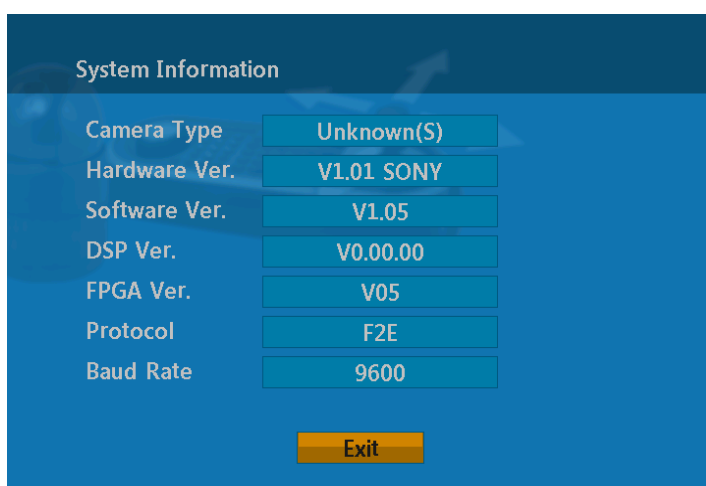 System Information
Camera Type Unknown(S)
Hardware Ver. V1.01 SONY
Software Ver. V1.05
DSP Ver. V0.00.00
FPGA Ver. V05
Protocol F2E
Baud Rate 9600
Exit